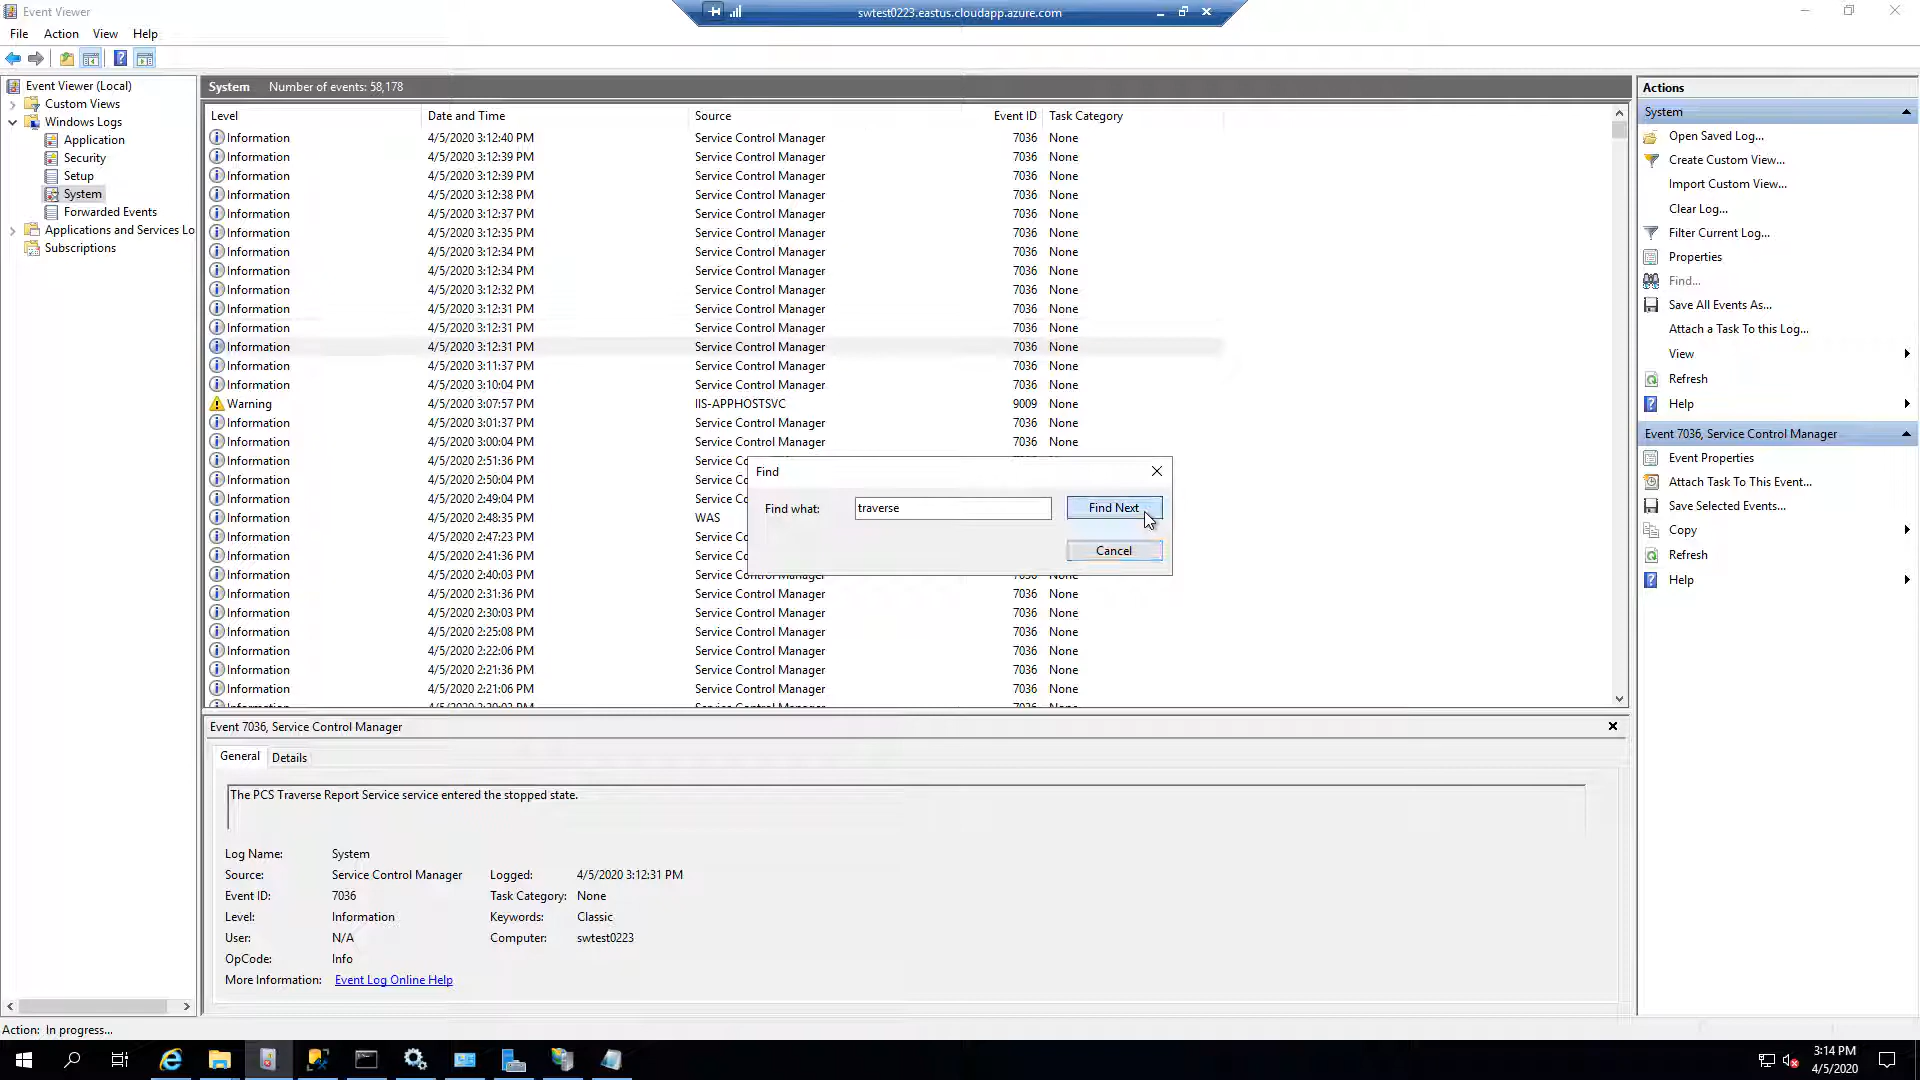 Event Viewer
swtest0223.eastus.cloudapp.azure.com
File Action View Help
Event Viewer (Local)
Custom Views
Windows Logs
Application
Security
Setup
System
Forwarded Events
Applications and Services Lo
Subscriptions
System Number of events: 58,178
Level Date and Time Source Event ID Task Category
Information 4/5/2020 3:12:40 PM Service Control Manager 7036 None
Information 4/5/2020 3:12:39 PM Service Control Manager 7036 None
Information 4/5/2020 3:12:39 PM Service Control Manager 7036 None
Information 4/5/2020 3:12:38 PM Service Control Manager 7036 None
Information 4/5/2020 3:12:37 PM Service Control Manager 7036 None
Information 4/5/2020 3:12:35 PM Service Control Manager 7036 None
Information 4/5/2020 3:12:34 PM Service Control Manager 7036 None
Information 4/5/2020 3:12:34 PM Service Control Manager 7036 None
Information 4/5/2020 3:12:32 PM Service Control Manager 7036 None
Information 4/5/2020 3:12:31 PM Service Control Manager 7036 None
Information 4/5/2020 3:12:31 PM Service Control Manager 7036 None
Information 4/5/2020 3:12:31 PM Service Control Manager 7036 None
Information 4/5/2020 3:11:37 PM Service Control Manager 7036 None
Information 4/5/2020 3:10:04 PM Service Control Manager 7036 None
Warning 4/5/2020 3:07:57 PM IIS-APPHOSTSVC 9009 None
Information 4/5/2020 3:01:37 PM Service Control Manager 7036 None
Information 4/5/2020 3:00:04 PM Service Control Manager 7036 None
Information 4/5/2020 2:51:36 PM Service Co
Information 4/5/2020 2:50:04 PM Service Co
Information 4/5/2020 2:49:04 PM Service Co
Information 4/5/2020 2:48:35 PM WAS
Information 4/5/2020 2:47:23 PM Service Co
Information 4/5/2020 2:41:36 PM Service Co
Information 4/5/2020 2:40:03 PM Service Control Manager 7036 None
Information 4/5/2020 2:31:36 PM Service Control Manager 7036 None
Information 4/5/2020 2:30:03 PM Service Control Manager 7036 None
Information 4/5/2020 2:25:08 PM Service Control Manager 7036 None
Information 4/5/2020 2:22:06 PM Service Control Manager 7036 None
Information 4/5/2020 2:21:36 PM Service Control Manager 7036 None
Information 4/5/2020 2:21:06 PM Service Control Manager 7036 None
Find
Find what: traverse Find Next
Cancel
Event 7036, Service Control Manager
General Details
The PCS Traverse Report Service service entered the stopped state.
Log Name: System
Source: Service Control Manager Logged: 4/5/2020 3:12:31 PM
Event ID: 7036 Task Category: None
Level: Information Keywords: Classic
User: N/A Computer: swtest0223
OpCode: Info
More Information: Event Log Online Help
Actions
System
Open Saved Log...
Create Custom View...
Import Custom View...
Clear Log...
Filter Current Log...
Properties
Find...
Save All Events As...
Attach a Task To this Log...
View
Refresh
Help
Event 7036, Service Control Manager
Event Properties
Attach Task To This Event...
Save Selected Events...
Copy
Refresh
Help
Action: In progress...
3:14 PM
4/5/2020